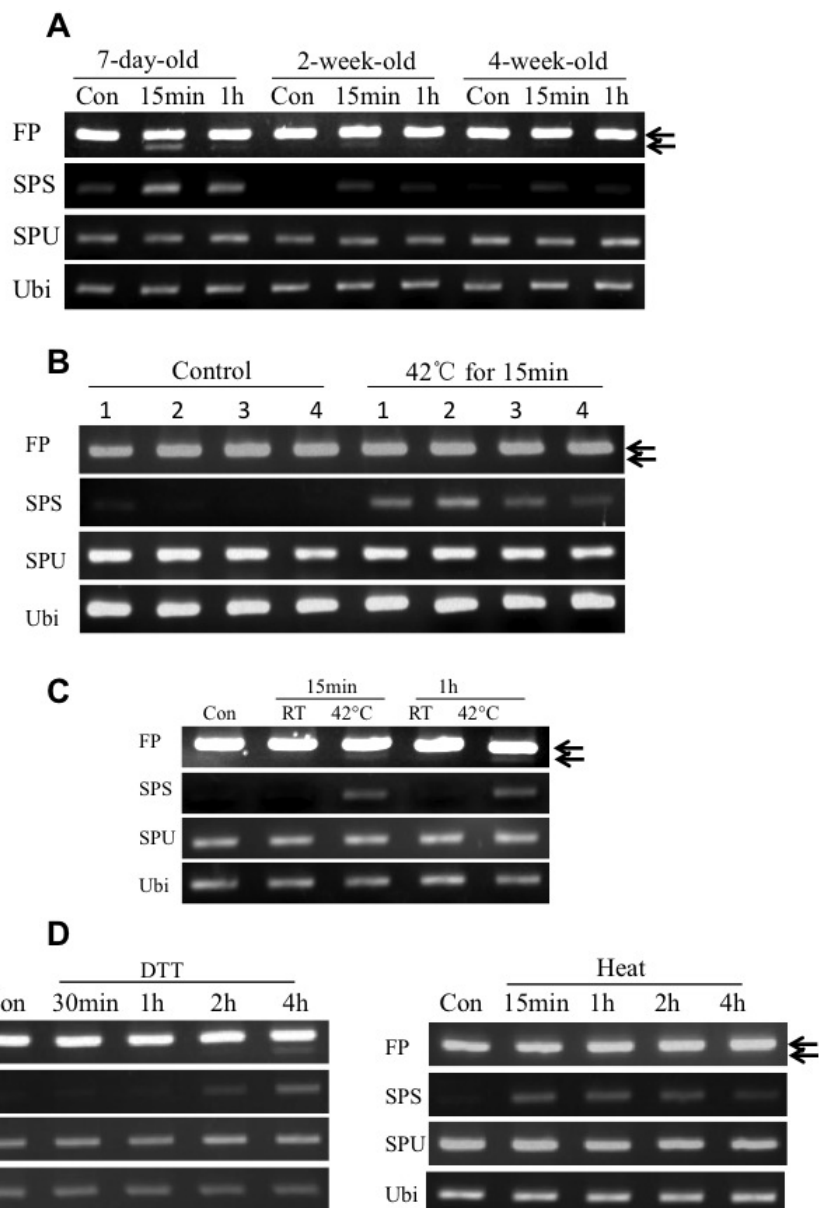 A
7-day-old 2-week-old 4-week-old
Con 15min 1h Con 15min 1h Con 15min 1h
FP
SPS
SPU
Ubi
B
Control 42℃ for 15min
1 2 3 4 1 2 3 4
FP
SPS
SPU
Ubi
C
15min 1h
Con RT 42°C RT 42°C
FP
SPS
SPU
Ubi
D
DTT
on 30min 1h 2h 4h
Heat
Con 15min 1h 2h 4h
FP
SPS
SPU
Ubi